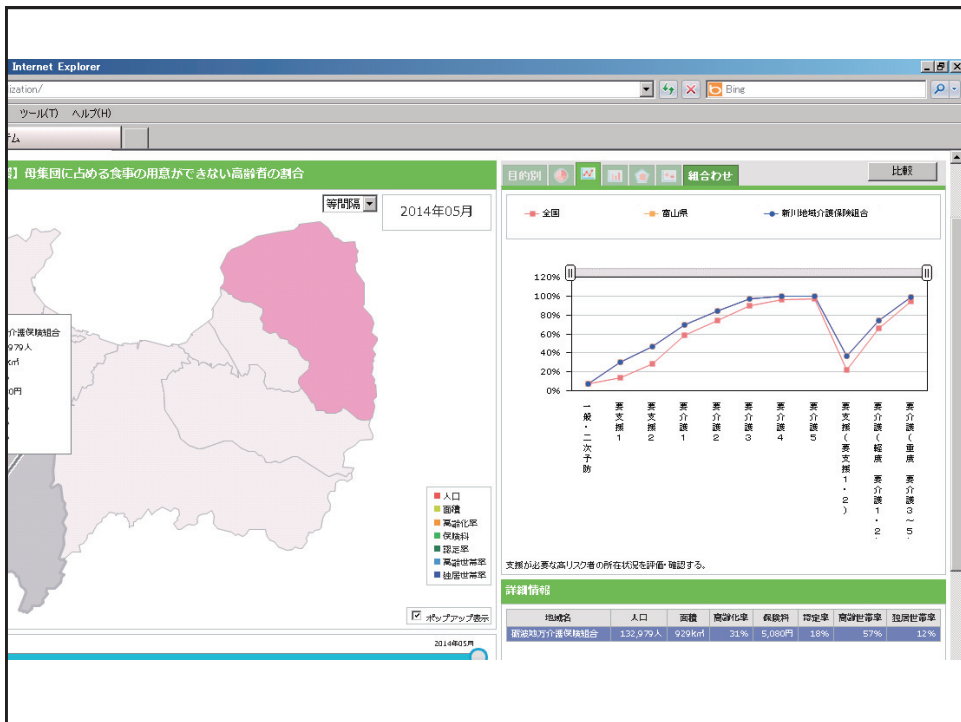 Internet Explorer
ization/
Bing
ツール(T) ヘルプ(H)
テム
】母集団に占める食事の用意ができない高齢者の割合
等間隔
2014年05月
介護保険組合
979人
km²
0円
人口
面積
高齢化率
保険料
認定率
高齢世帯率
独居世帯率
ポップアップ表示
2014年05月
目的別
組合わせ
比較
全国
富山県
新川地域介護保険組合
120%
100%
80%
60%
40%
20%
0%
一般・二次予防
要支援1
要支援2
要介護1
要介護2
要介護3
要介護4
要介護5
要支援(要支援1・2)
要介護(軽度 要介護1・2
要介護(重度 要介護3~5
支援が必要な高リスク者の所在状況を評価・確認する。
詳細情報
地域名 人口 面積 高齢化率 保険料 認定率 高齢世帯率 独居世帯率
砺波地方介護保険組合 132,979人 929km² 31% 5,080円 18% 57% 12%